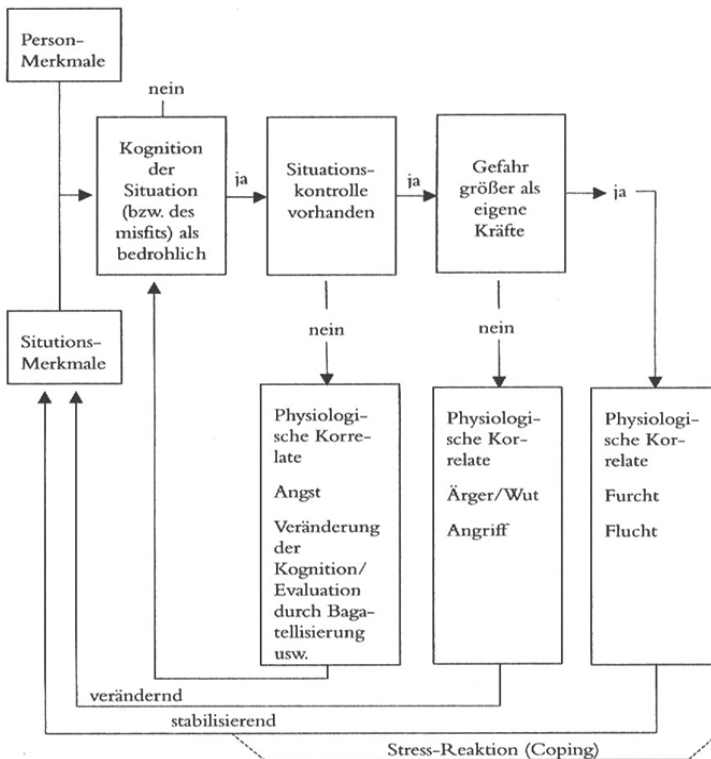 Person-
Merkmale
nein
Kognition
der
Situation
(bzw. des
misfits) als
bedrohlich
ja
Situations-
kontrolle
vorhanden
ja
Gefahr
größer als
eigene
Kräfte
ja
Situtions-
Merkmale
nein
nein
Physiologi-
sche Korre-
late
Angst
Veränderung
der
Kognition/
Evaluation
durch Baga-
tellisierung
usw.
Physiologi-
sche Kor-
relate
Ärger/Wut
Angriff
Physiologi-
sche Kor-
relate
Furcht
Flucht
verändernd
stabilisierend
Stress-Reaktion (Coping)